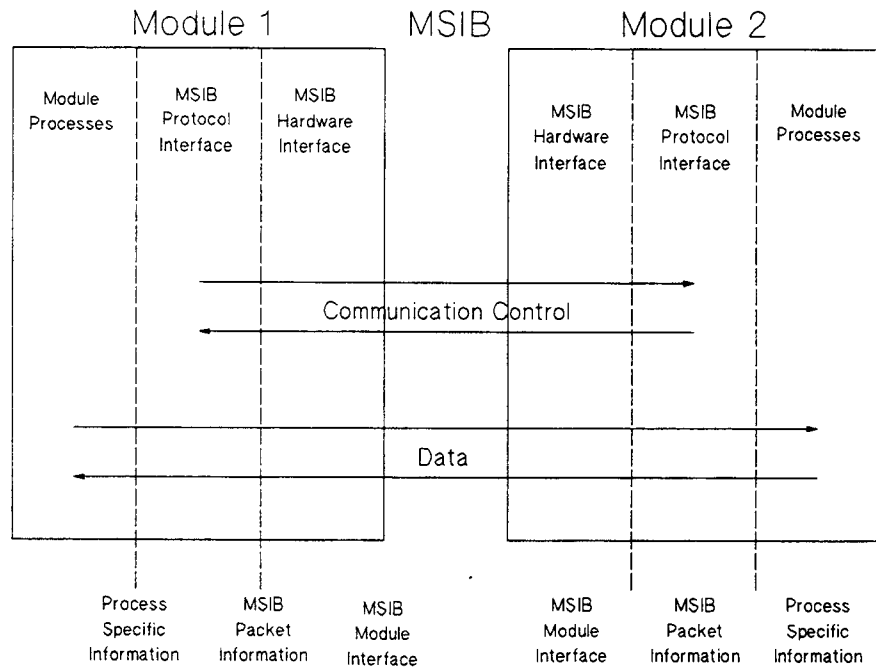 Module 1
MSIB
Module 2
Module
Processes
MSIB
Protocol
Interface
MSIB
Hardware
Interface
MSIB
Hardware
Interface
MSIB
Protocol
Interface
Module
Processes
Communication Control
Data
Process
Specific
Information
MSIB
Packet
Information
MSIB
Module
Interface
MSIB
Module
Interface
MSIB
Packet
Information
Process
Specific
Information